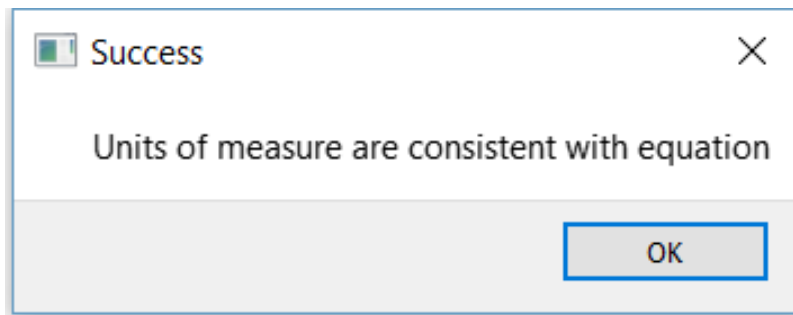 Success
Units of measure are consistent with equation
OK